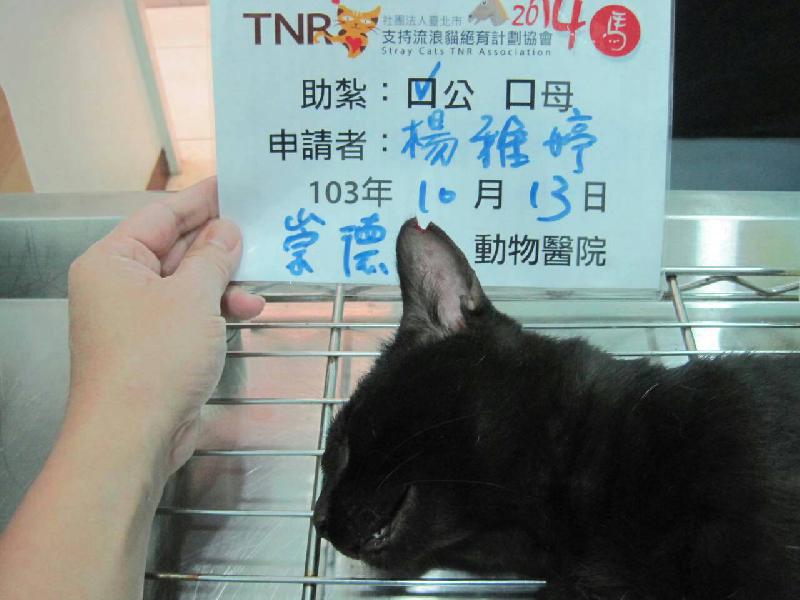 TNR 社團法人臺北市 2014 馬
支持流浪貓絕育計劃協會
Stray Cats TNR Association
助紮：☑公 口母
申請者：楊雅婷
103年 10月 13日
崇德 動物醫院